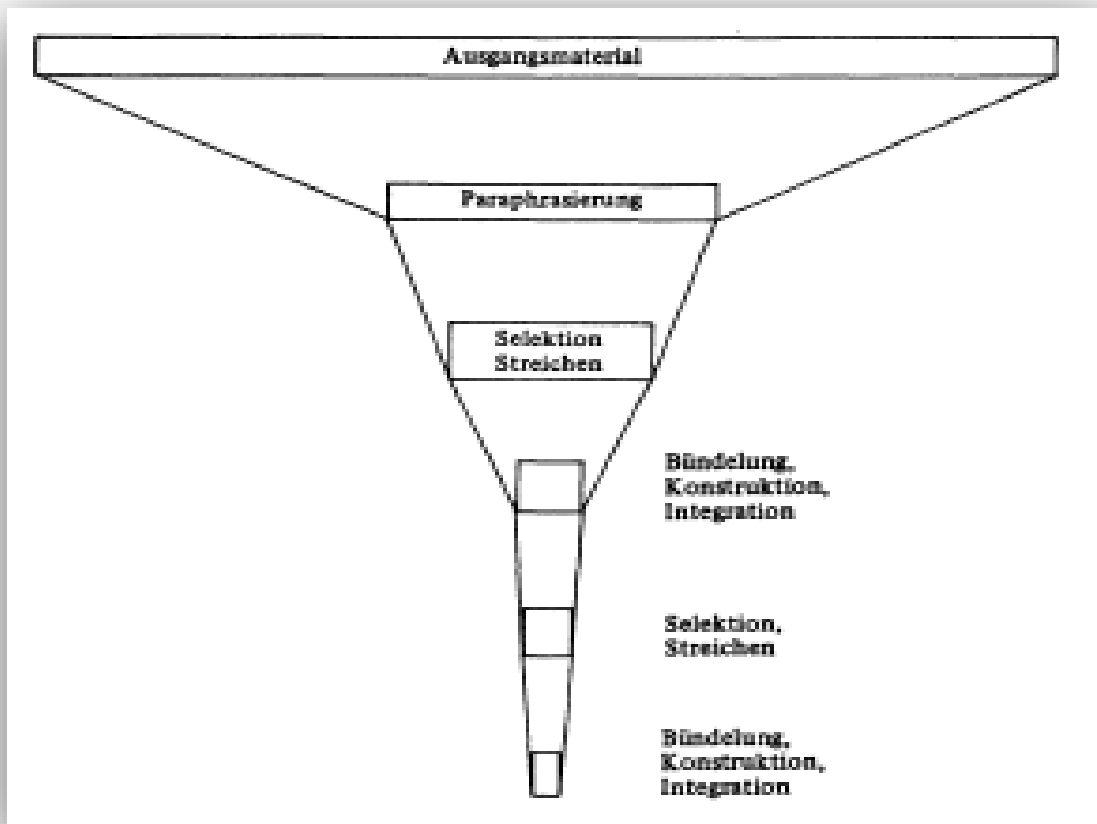 Ausgangsmaterial
Paraphrasierung
Selektion
Streichen
Bündelung,
Konstruktion,
Integration
Selektion,
Streichen
Bündelung,
Konstruktion,
Integration